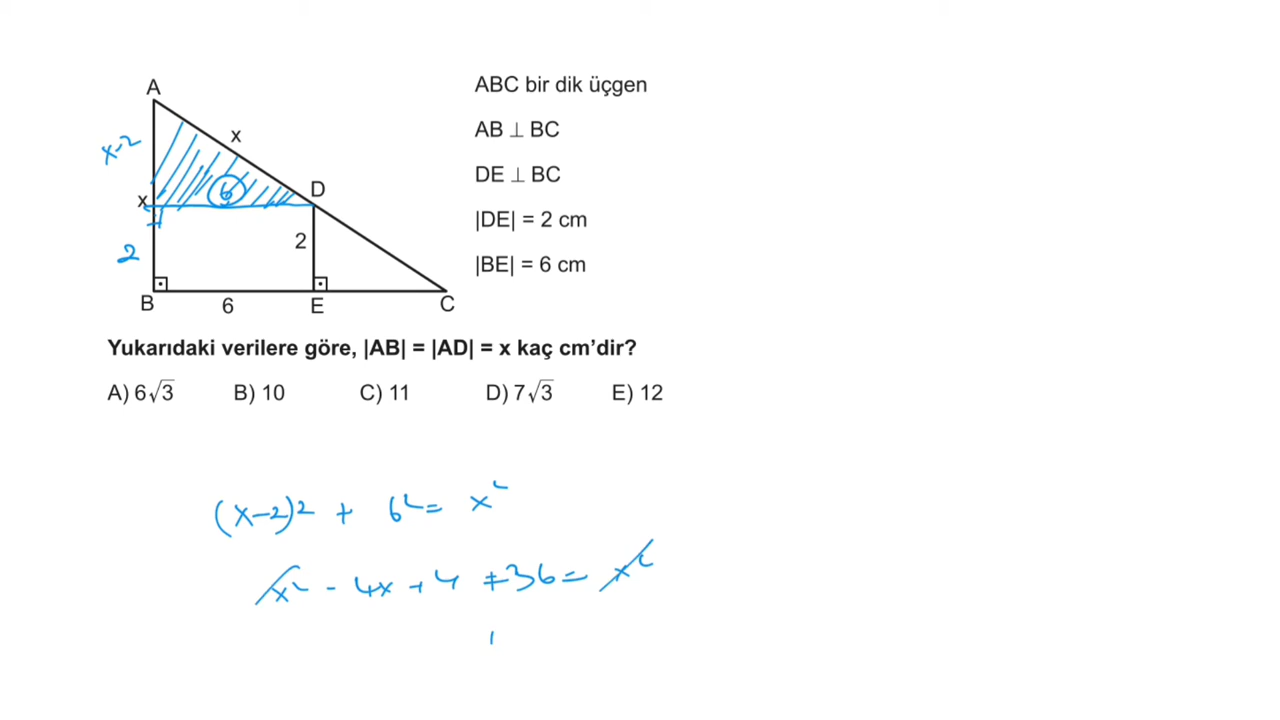 A
ABC bir dik üçgen
x-2
x
AB ⊥ BC
DE ⊥ BC
6
D
x
|DE| = 2 cm
2
2
|BE| = 6 cm
B
6
E
C
Yukarıdaki verilere göre, |AB| = |AD| = x kaç cm’dir?
A) 6√3 B) 10 C) 11 D) 7√3 E) 12
(x-2)² + 6² = x²
x² - 4x + 4 + 36 = x²